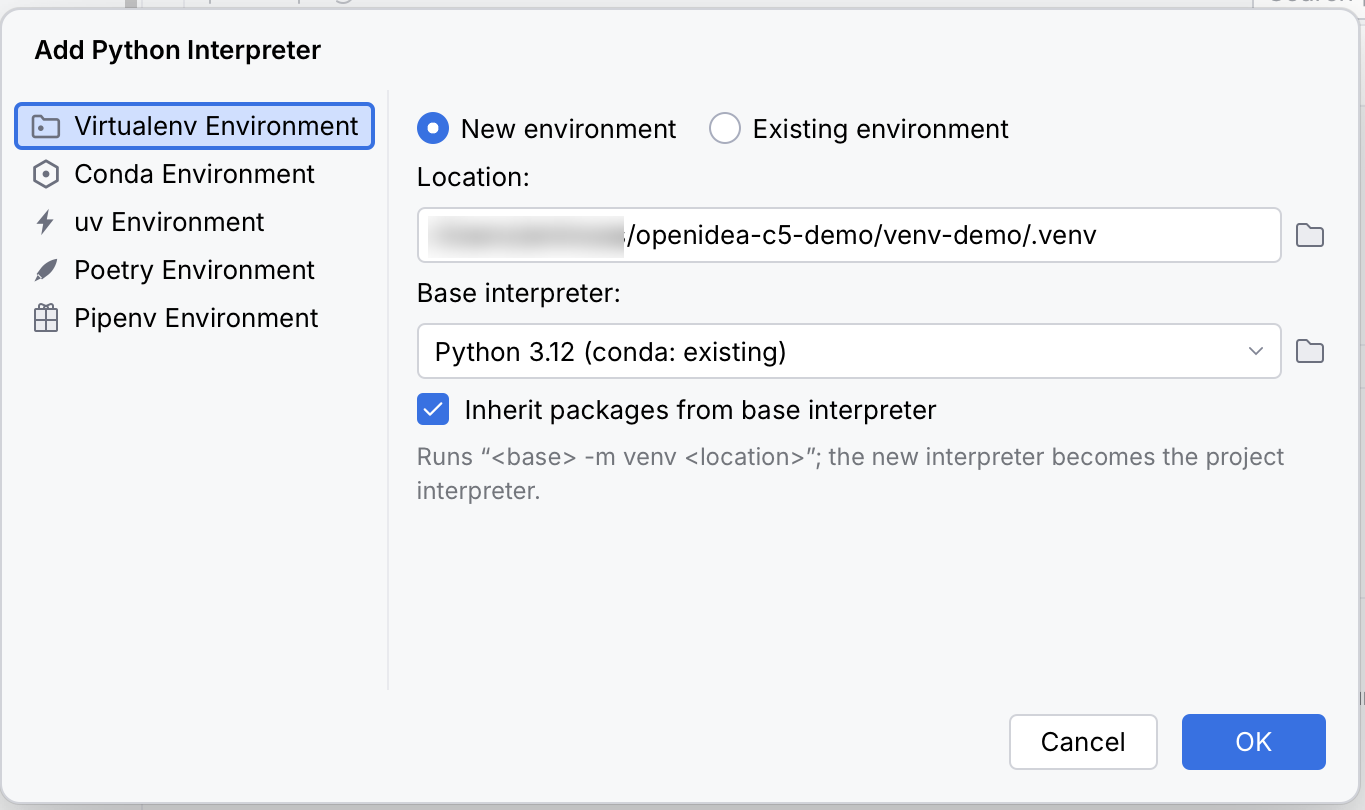 Add Python Interpreter
Virtualenv Environment
Conda Environment
uv Environment
Poetry Environment
Pipenv Environment
New environment
Existing environment
Location:
/openidea-c5-demo/venv-demo/.venv
Base interpreter:
Python 3.12 (conda: existing)
Inherit packages from base interpreter
Runs “<base> -m venv <location>”; the new interpreter becomes the project
interpreter.
Cancel
OK